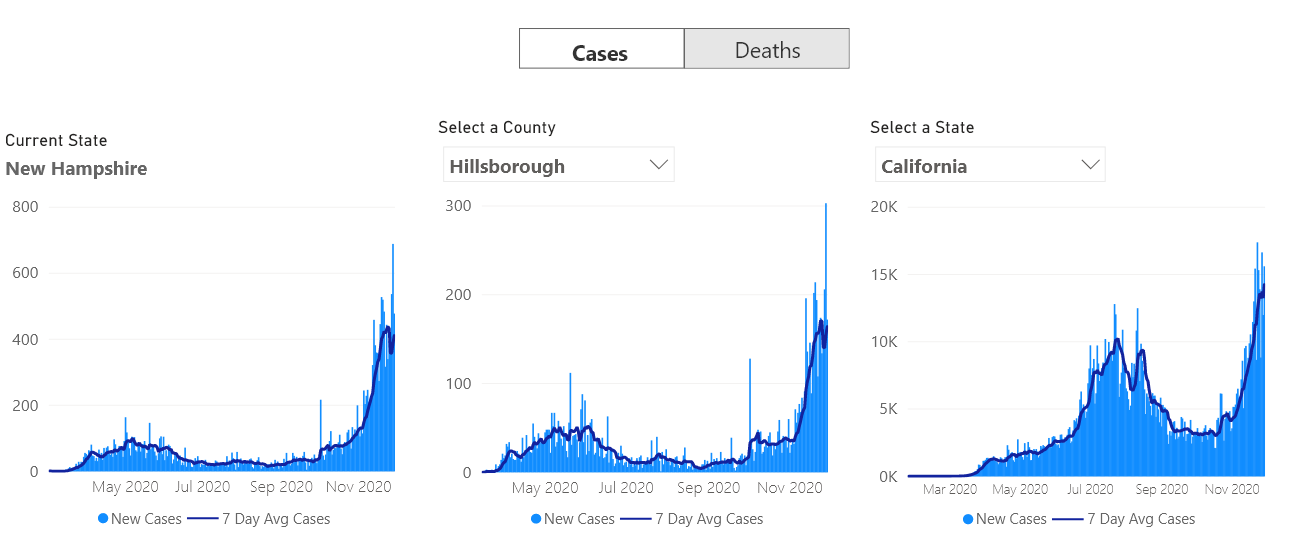 Cases Deaths
Current State
New Hampshire
800
600
400
200
0
May 2020 Jul 2020 Sep 2020 Nov 2020
New Cases 7 Day Avg Cases
Select a County
Hillsborough
300
200
100
0
May 2020 Jul 2020 Sep 2020 Nov 2020
New Cases 7 Day Avg Cases
Select a State
California
20K
15K
10K
5K
0K
Mar 2020 May 2020 Jul 2020 Sep 2020 Nov 2020
New Cases 7 Day Avg Cases